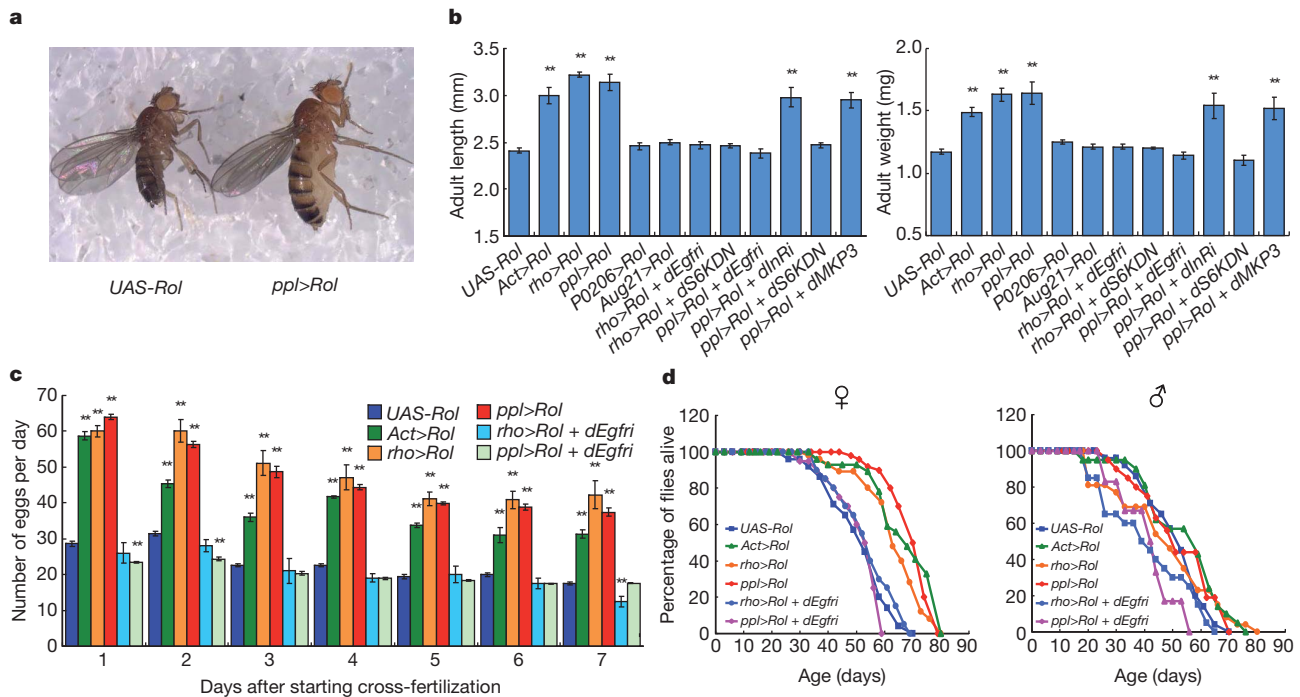 a
UAS-Rol
ppl>Rol
b
Adult length (mm)
3.5
3.0
2.5
2.0
1.5
**
**
**
**
**
UAS-Rol
Act>Rol
rho>Rol
ppl>Rol
P0206>Rol
Aug21>Rol
rho>Rol + dEgfri
rho>Rol + dS6KDN
ppl>Rol + dEgfri
ppl>Rol + dInRi
ppl>Rol + dS6KDN
ppl>Rol + dMKP3
Adult weight (mg)
2.0
1.5
1.0
0.5
**
**
**
**
**
UAS-Rol
Act>Rol
rho>Rol
ppl>Rol
P0206>Rol
Aug21>Rol
rho>Rol + dEgfri
rho>Rol + dS6KDN
ppl>Rol + dEgfri
ppl>Rol + dInRi
ppl>Rol + dS6KDN
ppl>Rol + dMKP3
c
Number of eggs per day
70
60
50
40
30
20
10
0
** ** ** **
** ** ** **
** ** **
** ** **
** ** **
** ** **
** ** ** **
UAS-Rol
Act>Rol
rho>Rol
ppl>Rol
rho>Rol + dEgfri
ppl>Rol + dEgfri
1 2 3 4 5 6 7
Days after starting cross-fertilization
d
♀
Percentage of flies alive
120
100
80
60
40
20
0
UAS-Rol
Act>Rol
rho>Rol
ppl>Rol
rho>Rol + dEgfri
ppl>Rol + dEgfri
0 10 20 30 40 50 60 70 80 90
Age (days)
♂
120
100
80
60
40
20
0
UAS-Rol
Act>Rol
rho>Rol
ppl>Rol
rho>Rol + dEgfri
ppl>Rol + dEgfri
0 10 20 30 40 50 60 70 80 90
Age (days)